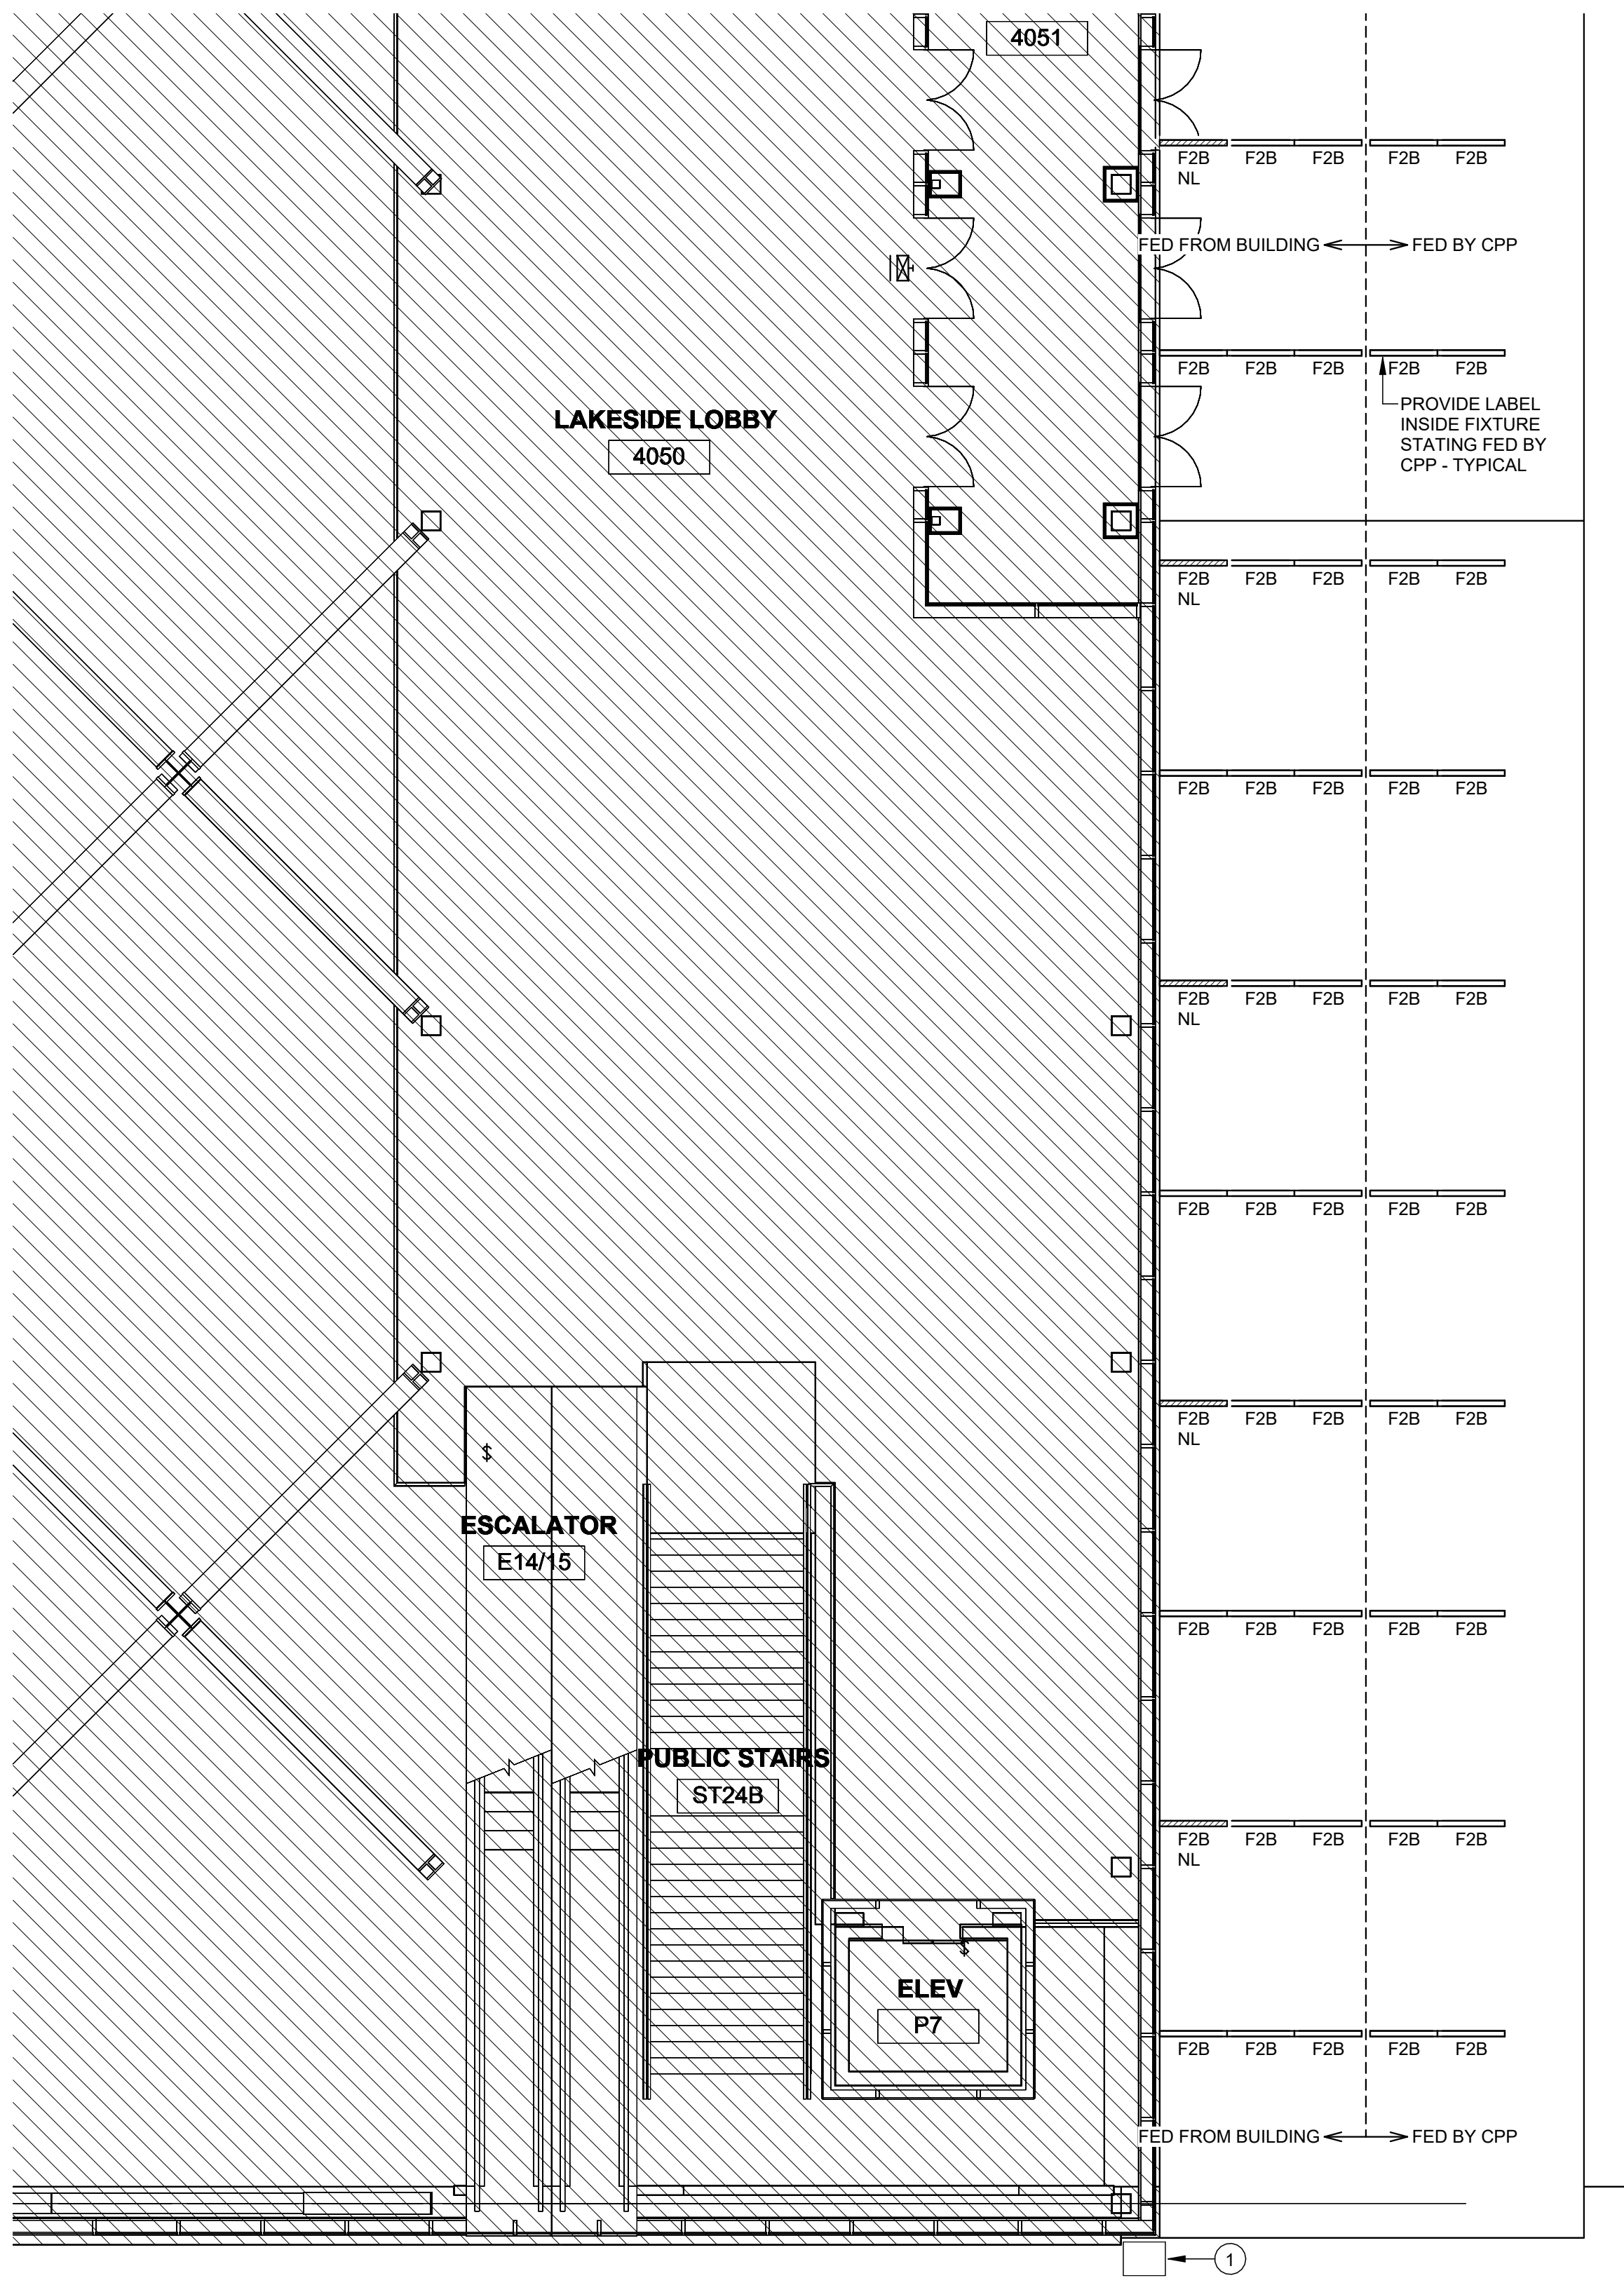 4051
F2B F2B F2B F2B F2B
NL
FED FROM BUILDING FED BY CPP
F2B F2B F2B F2B F2B
PROVIDE LABEL
INSIDE FIXTURE
STATING FED BY
CPP - TYPICAL
LAKESIDE LOBBY
4050
F2B F2B F2B F2B F2B
NL
F2B F2B F2B F2B F2B
F2B F2B F2B F2B F2B
NL
F2B F2B F2B F2B F2B
F2B F2B F2B F2B F2B
NL
$
ESCALATOR
E14/15
F2B F2B F2B F2B F2B
PUBLIC STAIRS
ST24B
F2B F2B F2B F2B F2B
NL
$
ELEV
P7
F2B F2B F2B F2B F2B
FED FROM BUILDING FED BY CPP
1